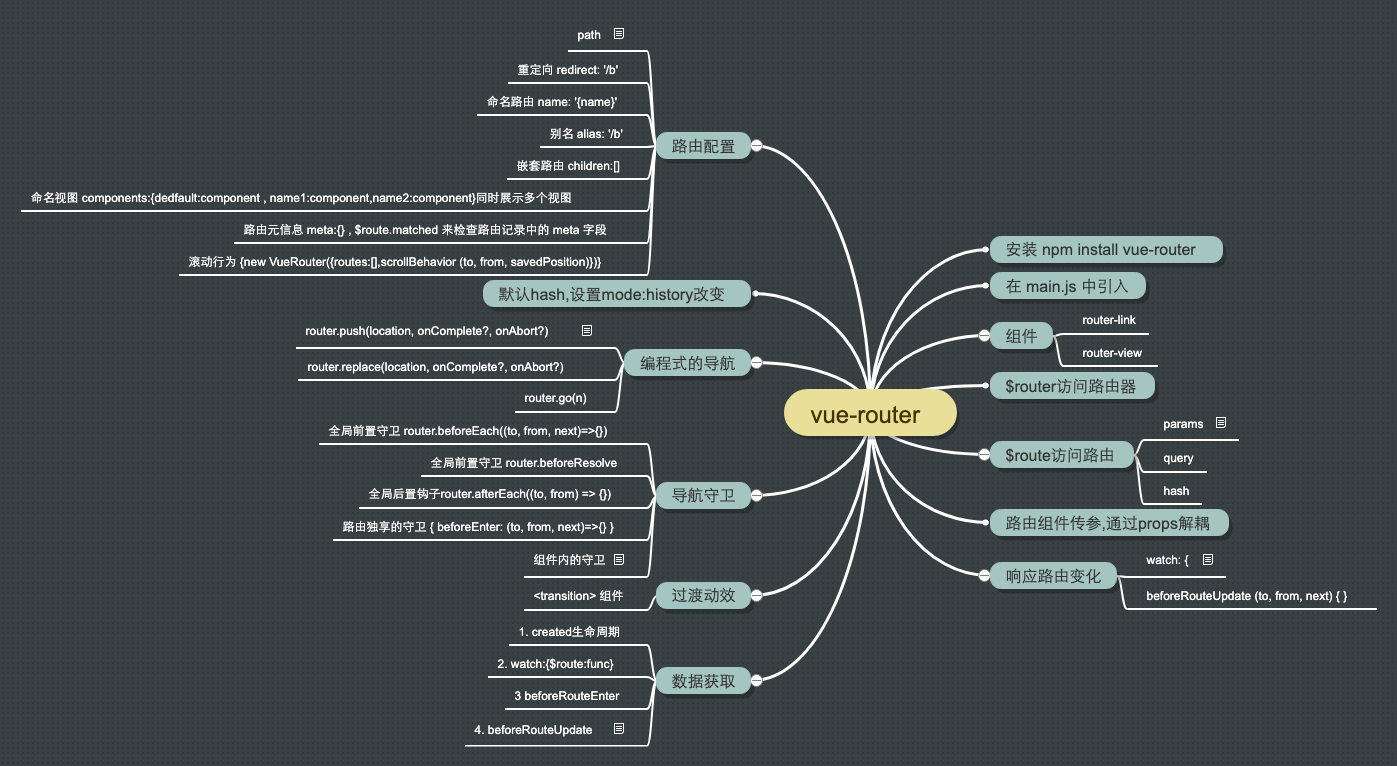 vue-router
安装 npm install vue-router
在 main.js 中引入
组件
router-link
router-view
$router访问路由器
$route访问路由
params
query
hash
路由组件传参,通过props解耦
响应路由变化
watch: {
beforeRouteUpdate (to, from, next) { }
路由配置
path
重定向 redirect: '/b'
命名路由 name: '{name}'
别名 alias: '/b'
嵌套路由 children:[]
命名视图 components:{dedfault:component , name1:component,name2:component}同时展示多个视图
路由元信息 meta:{} , $route.matched 来检查路由记录中的 meta 字段
滚动行为 {new VueRouter({routes:[],scrollBehavior (to, from, savedPosition)})}
默认hash,设置mode:history改变
编程式的导航
router.push(location, onComplete?, onAbort?)
router.replace(location, onComplete?, onAbort?)
router.go(n)
导航守卫
全局前置守卫 router.beforeEach((to, from, next)=>{})
全局前置守卫 router.beforeResolve
全局后置钩子router.afterEach((to, from) => {})
路由独享的守卫 { beforeEnter: (to, from, next)=>{} }
组件内的守卫
过渡动效
<transition> 组件
数据获取
1. created生命周期
2. watch:{$route:func}
3 beforeRouteEnter
4. beforeRouteUpdate